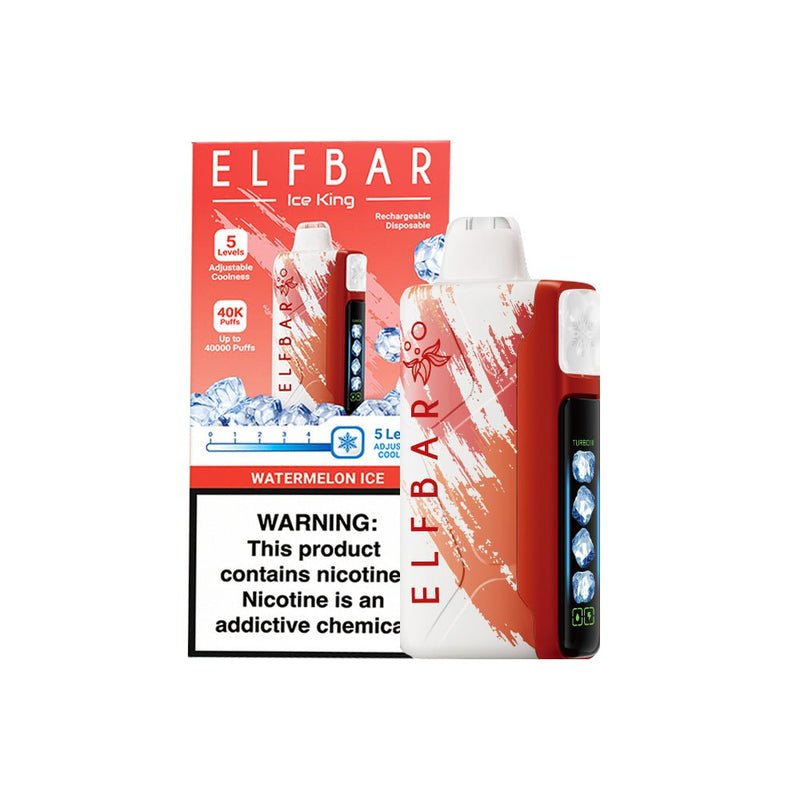 ELFBAR
Ice King
Rechargeable
Disposable
5
Levels
Adjustable
Coolness
40K
Puffs
Up to
40000 Puffs
ELFBAR
0 1 2 3 4
5 Le
ADJUS
COOL
WATERMELON ICE
WARNING:
This product
contains nicotine
Nicotine is an
addictive chemica
ELFBAR